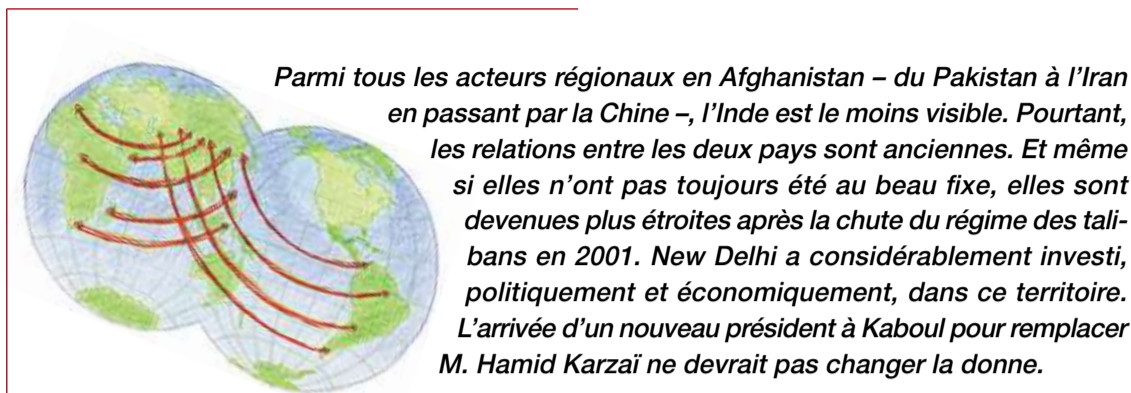 Parmi tous les acteurs régionaux en Afghanistan – du Pakistan à l’Iran
en passant par la Chine –, l’Inde est le moins visible. Pourtant,
les relations entre les deux pays sont anciennes. Et même
si elles n’ont pas toujours été au beau fixe, elles sont
devenues plus étroites après la chute du régime des tali-
bans en 2001. New Delhi a considérablement investi,
politiquement et économiquement, dans ce territoire.
L’arrivée d’un nouveau président à Kaboul pour remplacer
M. Hamid Karzaï ne devrait pas changer la donne.